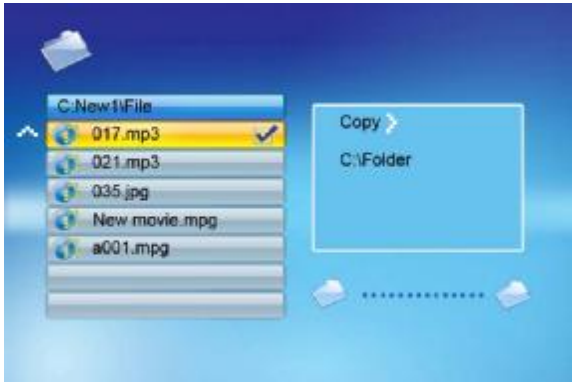 C:New1\File
017.mp3
021.mp3
035.jpg
New movie.mpg
a001.mpg
Copy
C:\Folder